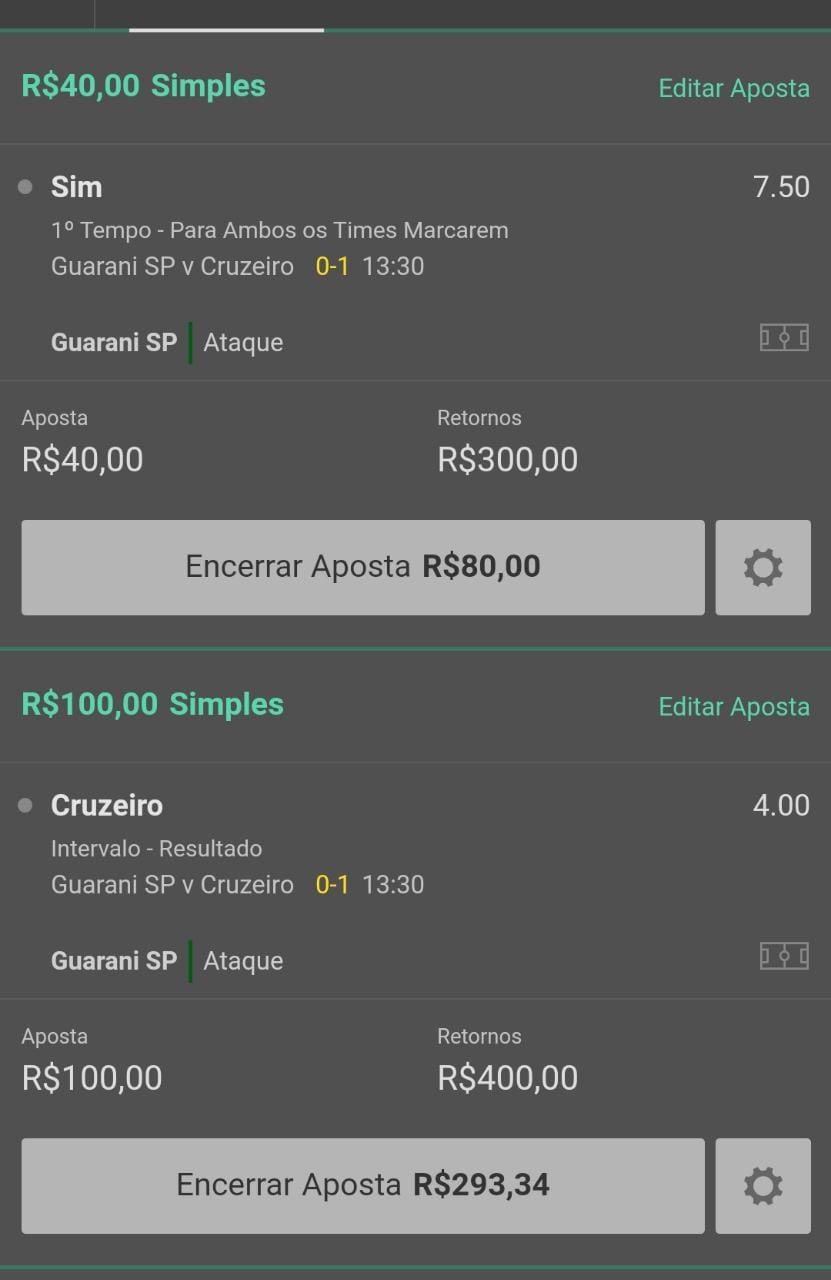 R$40,00 Simples Editar Aposta
Sim 7.50
1º Tempo - Para Ambos os Times Marcarem
Guarani SP v Cruzeiro 0-1 13:30
Guarani SP Ataque
Aposta Retornos
R$40,00 R$300,00
Encerrar Aposta R$80,00
R$100,00 Simples Editar Aposta
Cruzeiro 4.00
Intervalo - Resultado
Guarani SP v Cruzeiro 0-1 13:30
Guarani SP Ataque
Aposta Retornos
R$100,00 R$400,00
Encerrar Aposta R$293,34